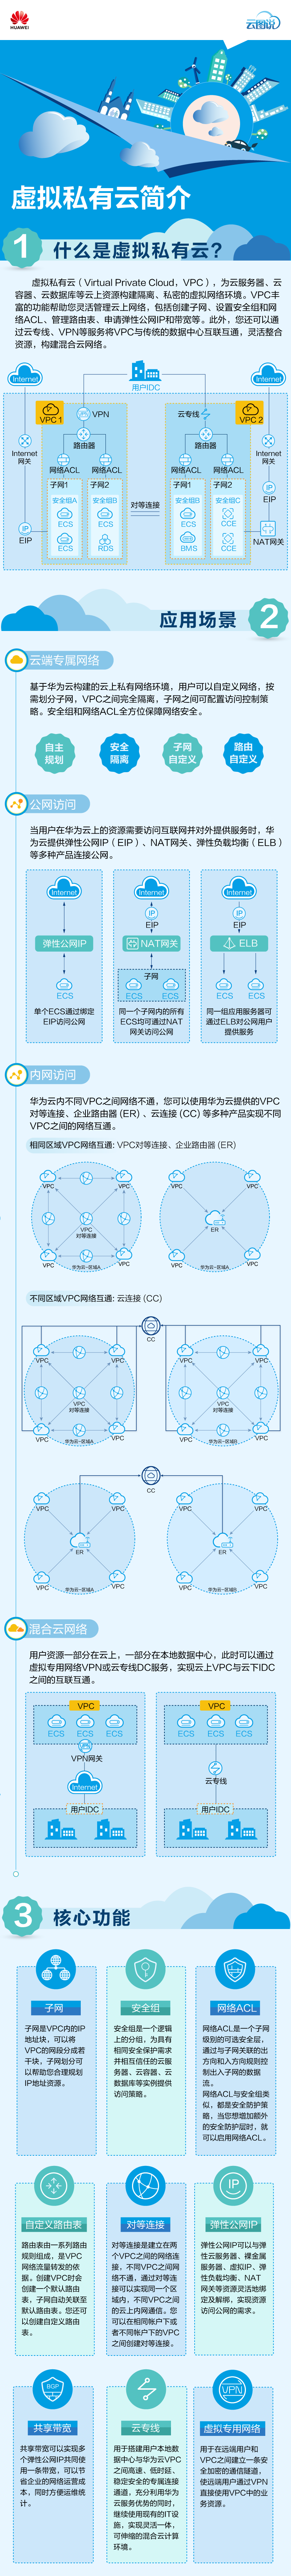 HUAWEI
云图说
虚拟私有云简介
1 什么是虚拟私有云?
虚拟私有云(Virtual Private Cloud,VPC),为云服务器、云
容器、云数据库等云上资源构建隔离、私密的虚拟网络环境。VPC丰
富的功能帮助您灵活管理云上网络,包括创建子网、设置安全组和网
络ACL、管理路由表、申请弹性公网IP和带宽等。此外,您还可以通
过云专线、VPN等服务将VPC与传统的数据中心互联互通,灵活整合
资源,构建混合云网络。
Internet
用户IDC
Internet
VPC 1
VPN
云专线
VPC 2
路由器
路由器
Internet
网关
网络ACL
网络ACL
网络ACL
网络ACL
Internet
网关
子网1
子网2
子网1
子网2
安全组A
安全组B
安全组B
安全组C
ECS
ECS
ECS
CCE
对等连接
ECS
RDS
BMS
CCE
IP
EIP
IP
EIP
NAT网关
应用场景 2
云端专属网络
基于华为云构建的云上私有网络环境,用户可以自定义网络,按
需划分子网,VPC之间完全隔离,子网之间可配置访问控制策
略。安全组和网络ACL全方位保障网络安全。
自主
规划
安全
隔离
子网
自定义
路由
自定义
公网访问
当用户在华为云上的资源需要访问互联网并对外提供服务时,华
为云提供弹性公网IP(EIP)、NAT网关、弹性负载均衡(ELB)
等多种产品连接公网。
Internet
弹性公网IP
ECS
单个ECS通过绑定
EIP访问公网
Internet
IP
EIP
NAT网关
子网
ECS
ECS
同一个子网内的所有
ECS均可通过NAT
网关访问公网
Internet
IP
EIP
ELB
ECS
ECS
同一组应用服务器可
通过ELB对公网用户
提供服务
内网访问
华为云内不同VPC之间网络不通,您可以使用华为云提供的VPC
对等连接、企业路由器 (ER) 、云连接 (CC) 等多种产品实现不同
VPC之间的网络互通。
相同区域VPC网络互通: VPC对等连接、企业路由器 (ER)
VPC
VPC
VPC
对等连接
VPC
VPC
华为云-区域A
VPC
VPC
ER
VPC
VPC
华为云-区域A
不同区域VPC网络互通: 云连接 (CC)
CC
VPC
VPC
VPC
对等连接
VPC
VPC
华为云-区域A
VPC
VPC
VPC
对等连接
VPC
VPC
华为云-区域B
CC
VPC
VPC
ER
VPC
VPC
华为云-区域A
VPC
VPC
ER
VPC
VPC
华为云-区域B
混合云网络
用户资源一部分在云上,一部分在本地数据中心,此时可以通过
虚拟专用网络VPN或云专线DC服务,实现云上VPC与云下IDC
之间的互联互通。
VPC
ECS
ECS
ECS
VPN网关
Internet
用户IDC
VPC
ECS
ECS
ECS
云专线
用户IDC
3 核心功能
子网
子网是VPC内的IP
地址块,可以将
VPC的网段分成若
干块,子网划分可
以帮助您合理规划
IP地址资源。
安全组
安全组是一个逻辑
上的分组,为具有
相同安全保护需求
并相互信任的云服
务器、云容器、云
数据库等实例提供
访问策略。
网络ACL
网络ACL是一个子网
级别的可选安全层,
通过与子网关联的出
方向和入方向规则控
制出入子网的数据
流。
网络ACL与安全组类
似,都是安全防护策
略,当您想增加额外
的安全防护层时,就
可以启用网络ACL。
自定义路由表
路由表由一系列路由
规则组成,是VPC
网络流量转发的依
据。创建VPC时会
创建一个默认路由
表,子网自动关联至
默认路由表。您还可
以创建自定义路由
表。
对等连接
对等连接是建立在两
个VPC之间的网络连
接,不同VPC之间网
络不通,通过对等连
接可以实现同一个区
域内,不同VPC之间
的云上内网通信。您
可以在相同帐户下或
者不同帐户下的VPC
之间创建对等连接。
IP
弹性公网IP
弹性公网IP可以与弹
性云服务器、裸金属
服务器、虚拟IP、弹
性负载均衡、NAT
网关等资源灵活地绑
定及解绑,实现资源
访问公网的需求。
BGP
共享带宽
共享带宽可以实现多
个弹性公网IP共同使
用一条带宽,可以节
省企业的网络运营成
本,同时方便运维统
计。
云专线
用于搭建用户本地数
据中心与华为云VPC
之间高速、低时延、
稳定安全的专属连接
通道,充分利用华为
云服务优势的同时,
继续使用现有的IT设
施,实现灵活一体,
可伸缩的混合云计算
环境。
VPN
虚拟专用网络
用于在远端用户和
VPC之间建立一条安
全加密的通信隧道,
使远端用户通过VPN
直接使用VPC中的业
务资源。